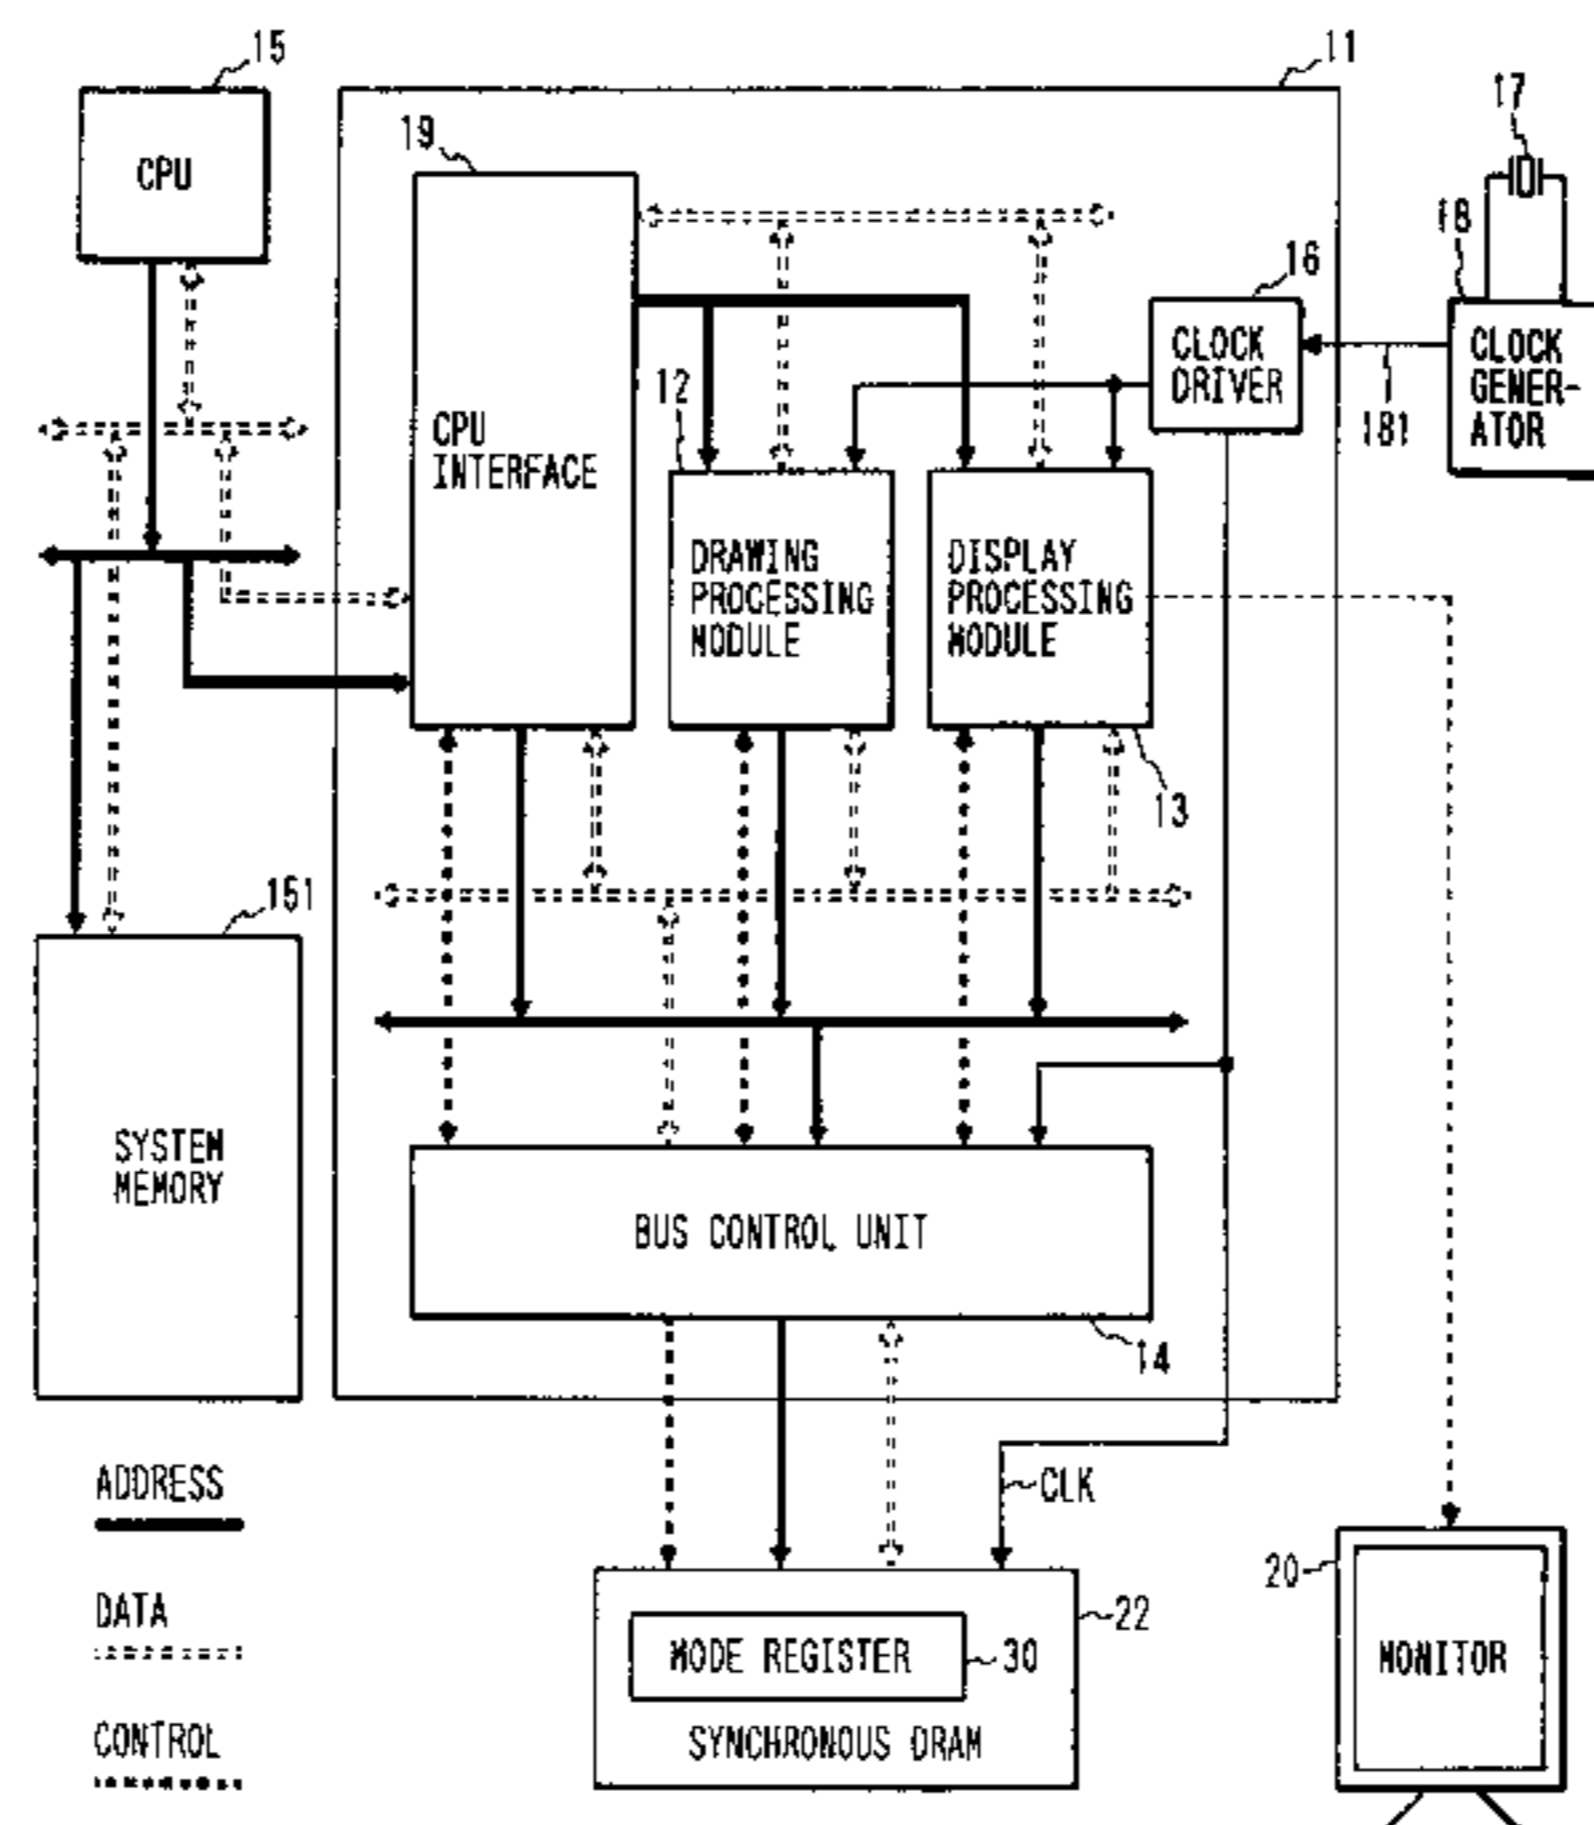 15
11
17
19
CPU
18
16
CLOCK
DRIVER
CLOCK
GENER-
ATOR
12
181
CPU
INTERFACE
DRAWING
PROCESSING
MODULE
DISPLAY
PROCESSING
MODULE
13
151
SYSTEM
MEMORY
BUS CONTROL UNIT
14
ADDRESS
CLK
20
DATA
22
MODE REGISTER
30
MONITOR
CONTROL
SYNCHRONOUS DRAM